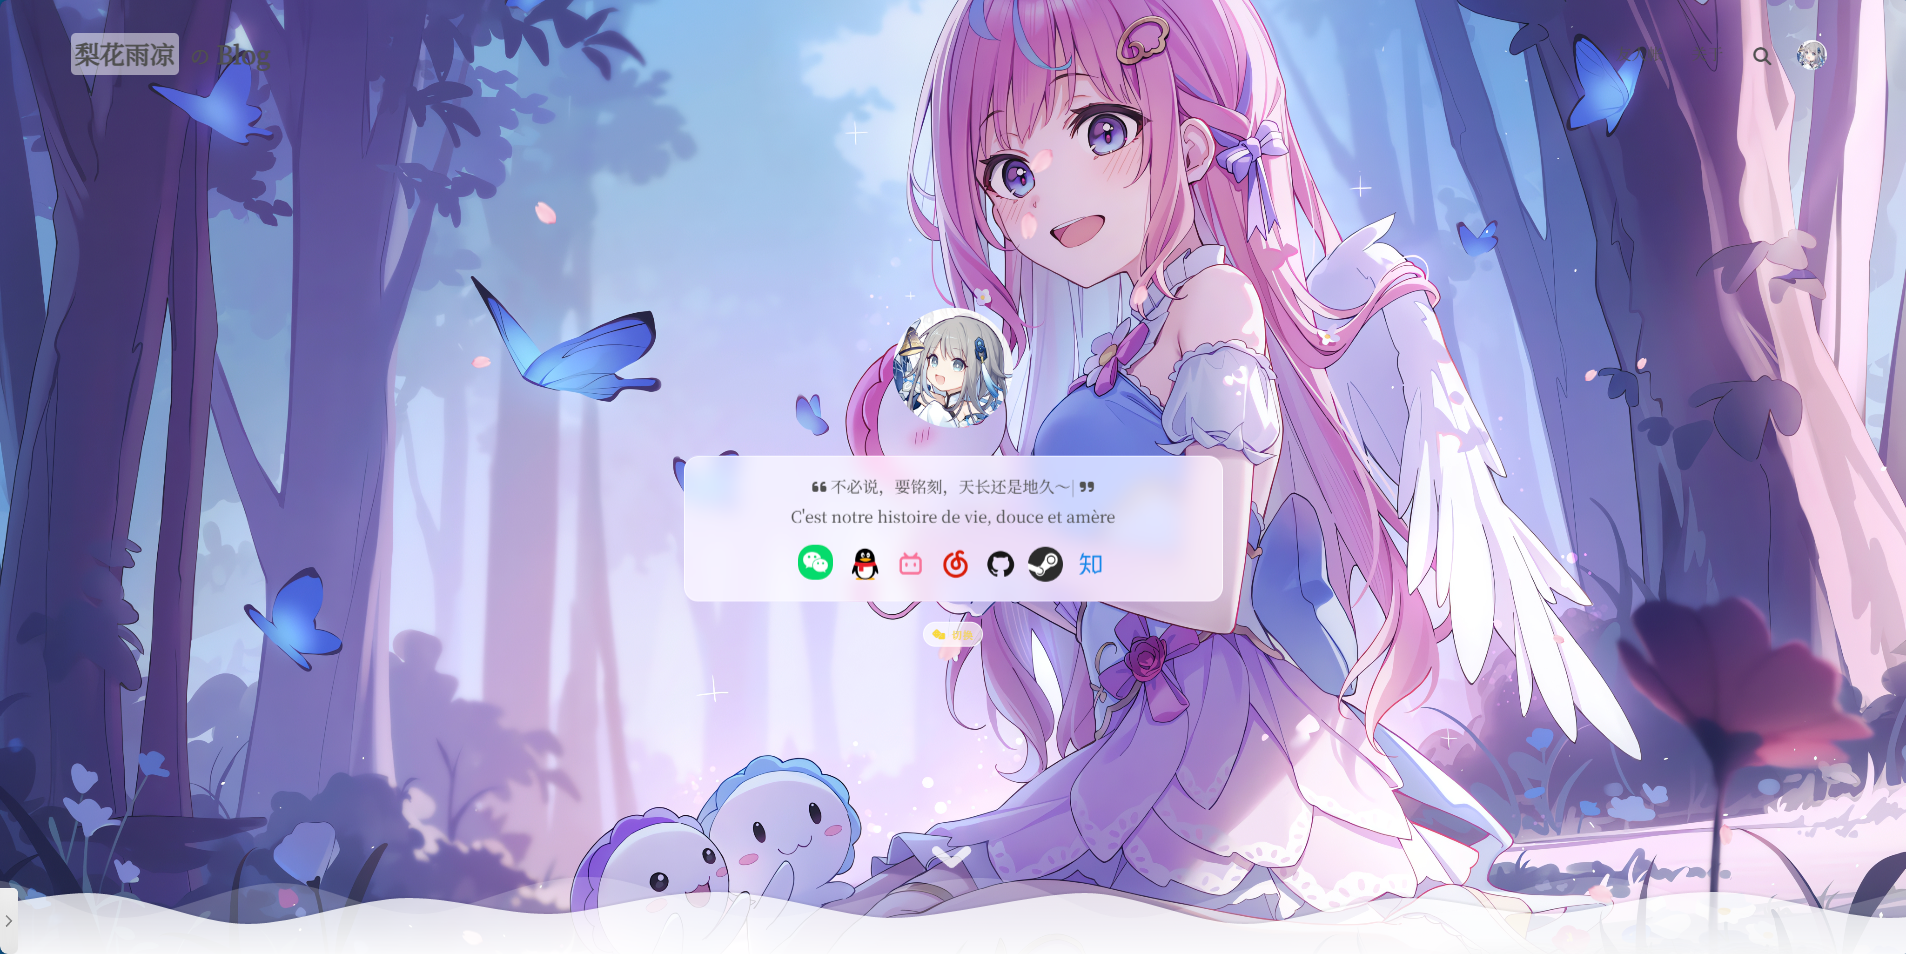 梨花雨凉 の Blog
不必说，要铭刻，天长还是地久～|
C'est notre histoire de vie, douce et amère
知